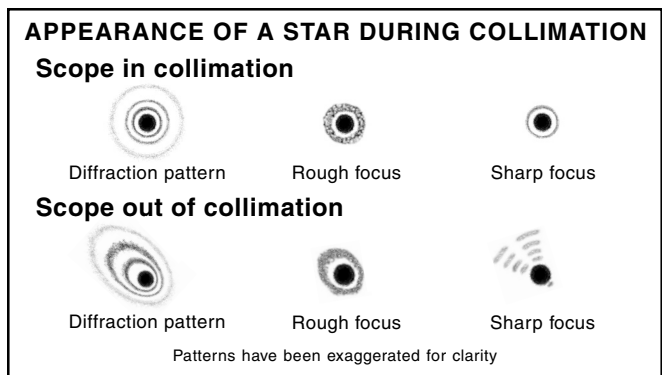 APPEARANCE OF A STAR DURING COLLIMATION
Scope in collimation
Diffraction pattern Rough focus Sharp focus
Scope out of collimation
Diffraction pattern Rough focus Sharp focus
Patterns have been exaggerated for clarity